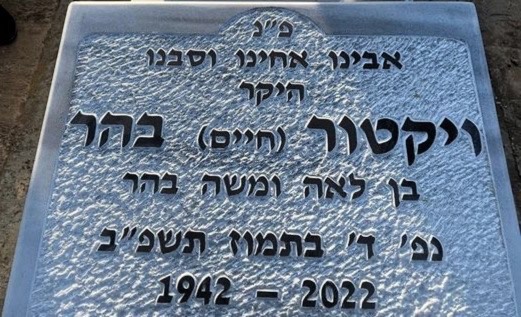 פ״נ
אבינו אחינו וסבנו
היקר
ויקטור (חיים) בהר
בן לאה ומשה בהר
נפ׳ ד׳ בתמוז תשפ״ב
1942 – 2022